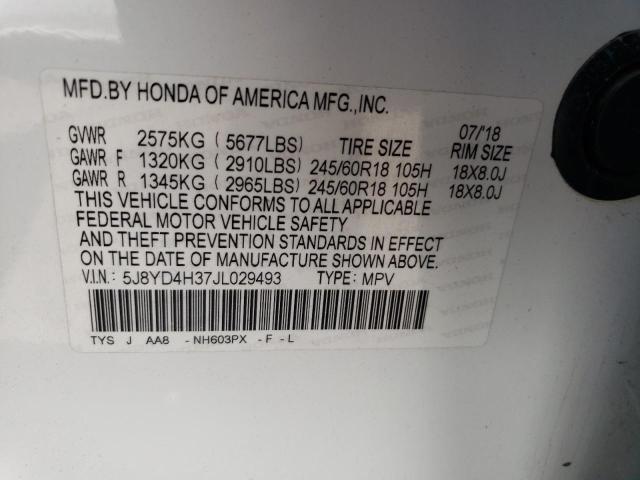 MFD.BY HONDA OF AMERICA MFG.,INC.
07/'18
GVWR 2575KG ( 5677LBS) TIRE SIZE RIM SIZE
GAWR F 1320KG ( 2910LBS) 245/60R18 105H 18X8.0J
GAWR R 1345KG ( 2965LBS) 245/60R18 105H 18X8.0J
THIS VEHICLE CONFORMS TO ALL APPLICABLE
FEDERAL MOTOR VEHICLE SAFETY
AND THEFT PREVENTION STANDARDS IN EFFECT
ON THE DATE OF MANUFACTURE SHOWN ABOVE.
V.I.N.: 5J8YD4H37JL029493 TYPE: MPV
TYS J AA8 -NH603PX -F -L